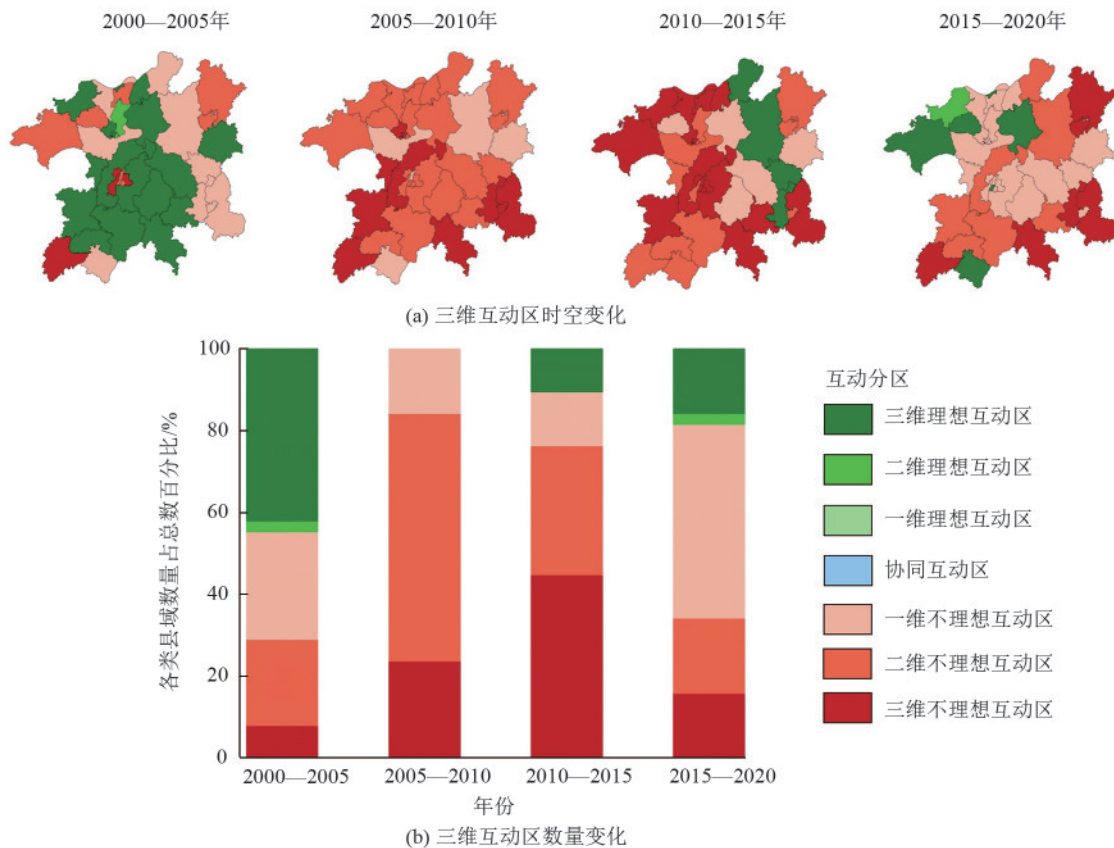 2000—2005年 2005—2010年 2010—2015年 2015—2020年
(a) 三维互动区时空变化
各类县域数量占总数百分比/%
100
80
60
40
20
0
2000—2005 2005—2010 2010—2015 2015—2020
年份
(b) 三维互动区数量变化
互动分区
三维理想互动区
二维理想互动区
一维理想互动区
协同互动区
一维不理想互动区
二维不理想互动区
三维不理想互动区